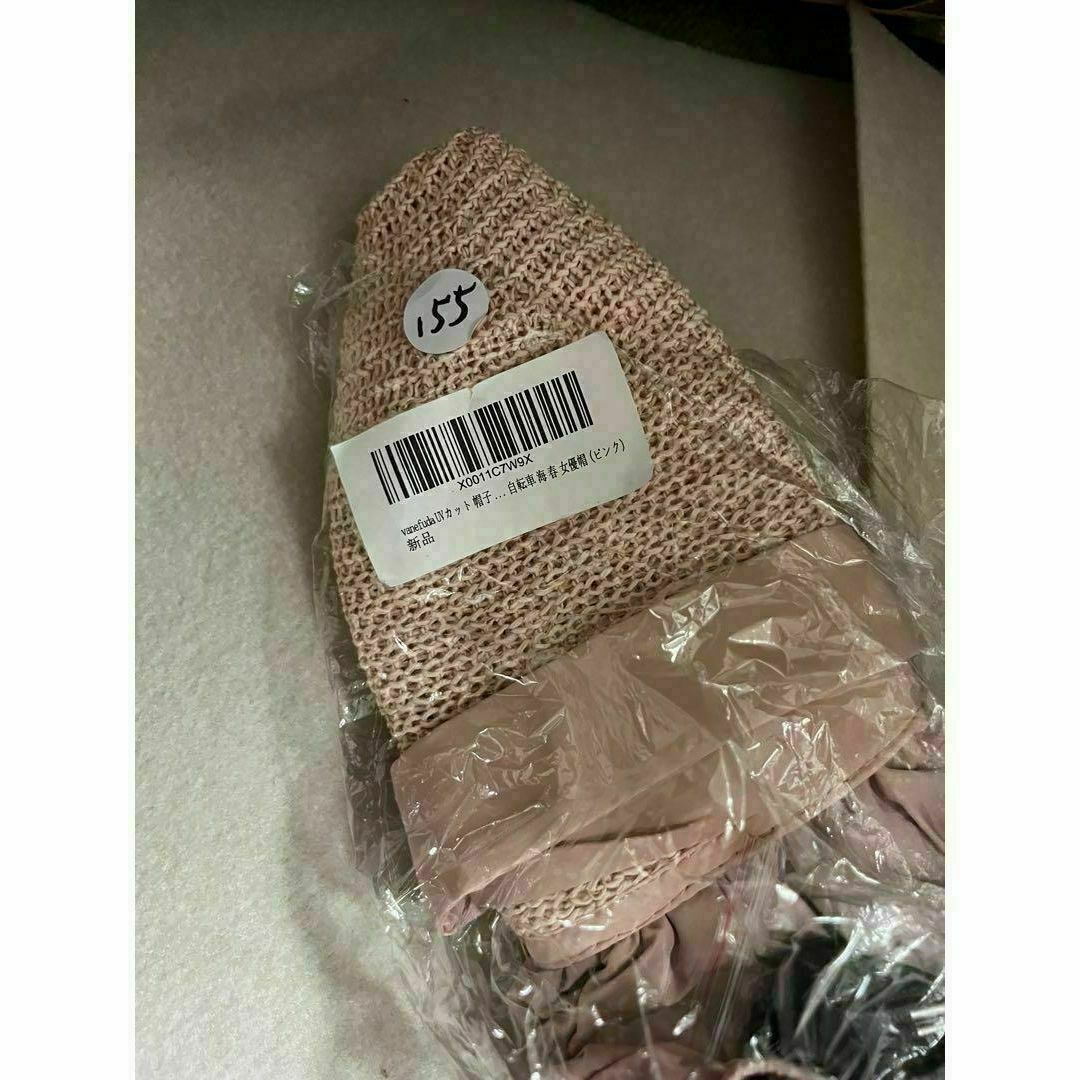 155
X0011C7W9X
vanefuda UVカット 帽子 ... 自転車 海 春 女優帽 (ピンク)
新品